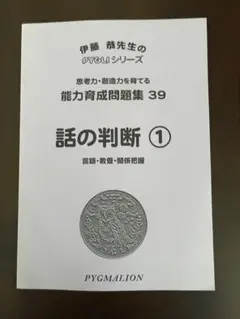 伊藤 恭先生の
PYGLIシリーズ
思考力・創造力を育てる
能力育成問題集 39
話の判断 ①
言語・教養・関係把握
PYGMALION